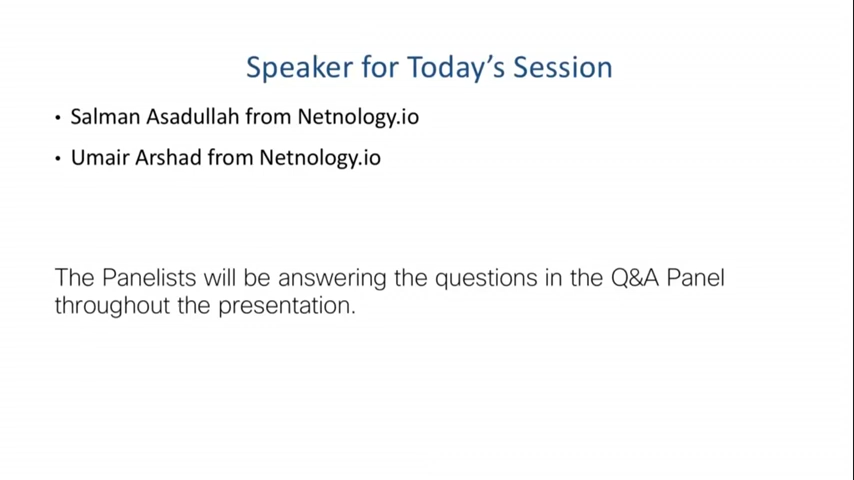 Speaker for Today's Session
• Salman Asadullah from Netnology.io
• Umair Arshad from Netnology.io
The Panelists will be answering the questions in the Q&A Panel
throughout the presentation.